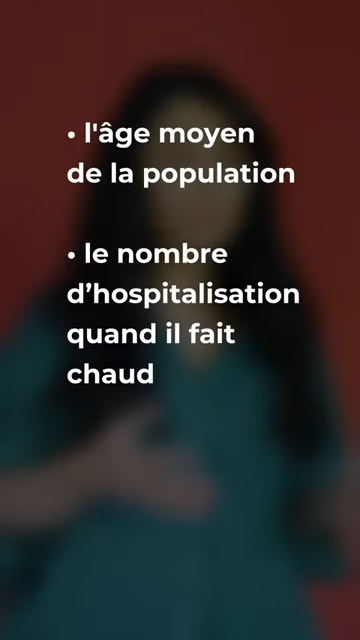 • l'âge moyen
de la population
• le nombre
d’hospitalisation
quand il fait
chaud